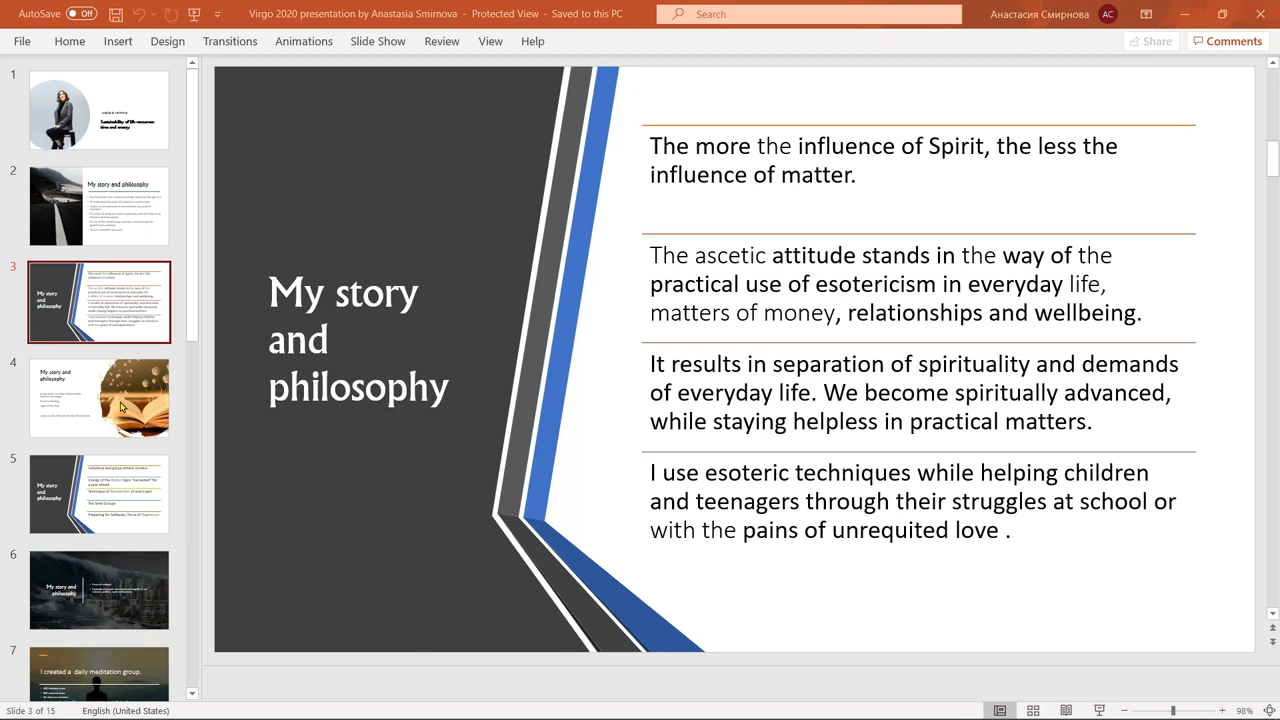 AutoSave Off Virgo 2020 presentation by Anastasia Smirnova - Protected View - Saved to this PC Search Анастасия Смирнова AC
File Home Insert Design Transitions Animations Slide Show Review View Help Share Comments
1
2
My story and philosophy
3
My story
and
philosophy
4
My story and
philosophy
5
My story
and
philosophy
Individual and group
6
My story and
philosophy
7
I created a daily meditation group.
My story
and
philosophy
The more the influence of Spirit, the less the
influence of matter.
The ascetic attitude stands in the way of the
practical use of esotericism in everyday life,
matters of money, relationships and wellbeing.
It results in separation of spirituality and demands
of everyday life. We become spiritually advanced,
while staying helpless in practical matters.
I use esoteric techniques while helping children
and teenagers through their struggles at school or
with the pains of unrequited love .
Slide 3 of 15 English (United States) 98%